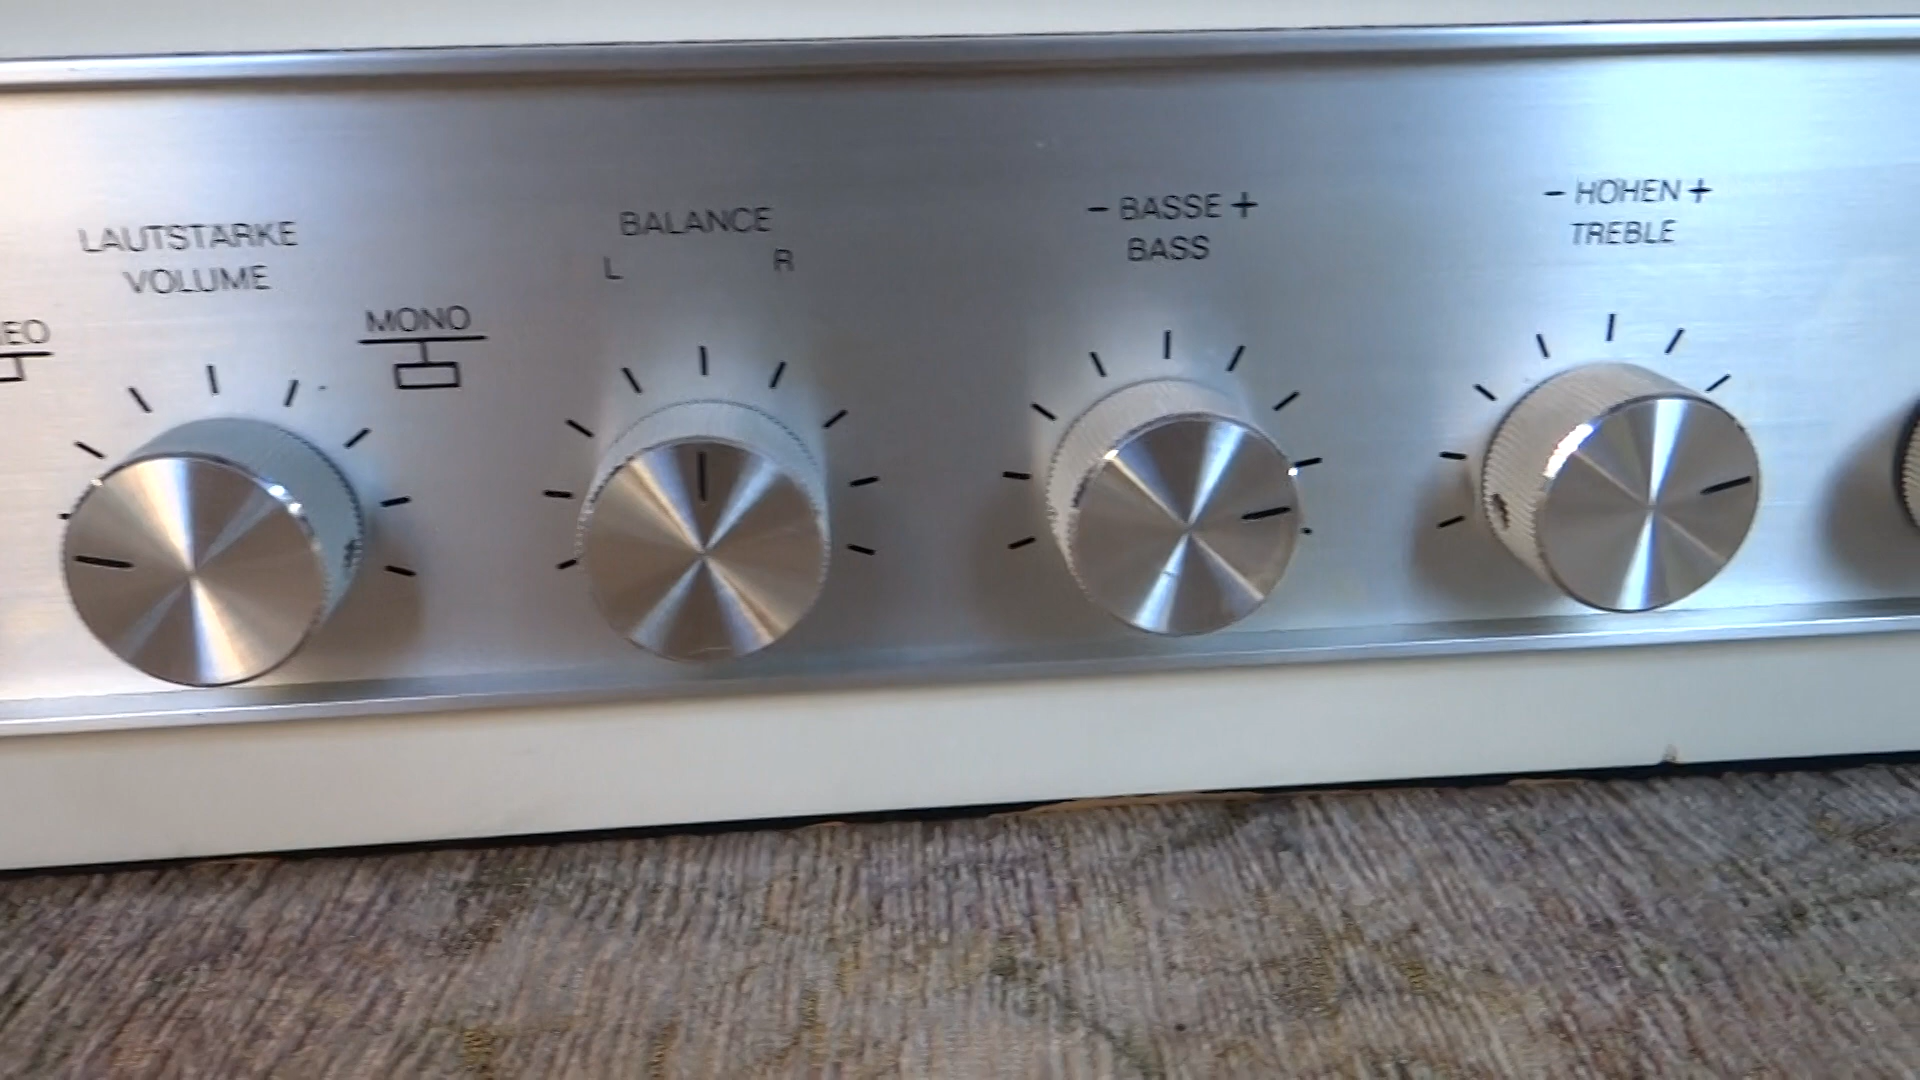 LAUTSTARKE
VOLUME
EO
MONO
BALANCE
L R
- BASSE +
BASS
- HOHEN +
TREBLE